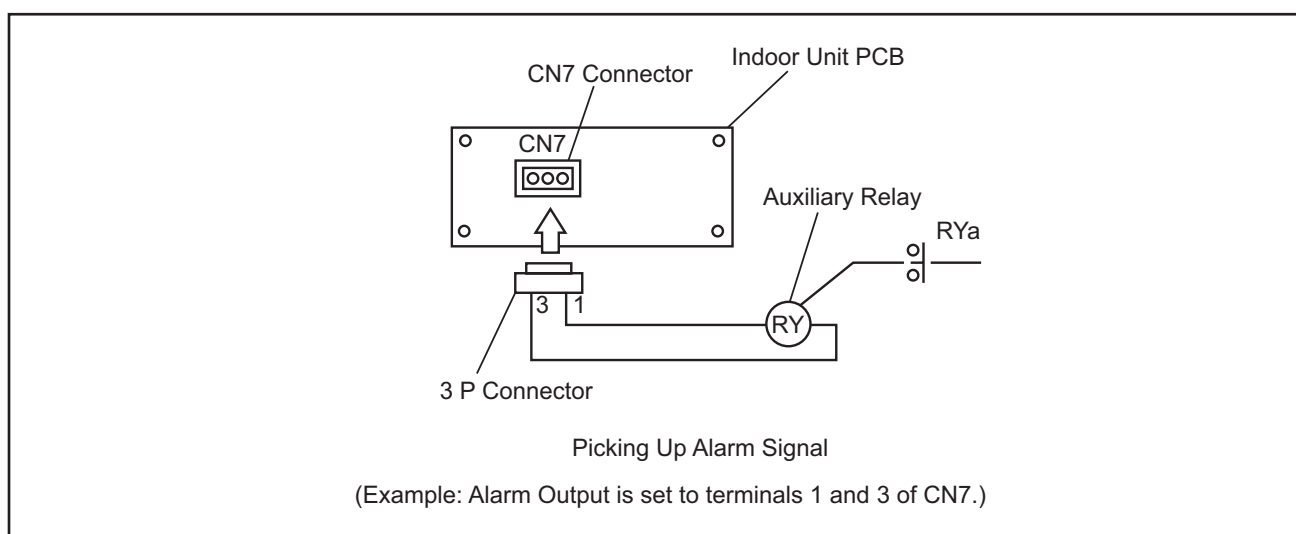 Indoor Unit PCB
CN7 Connector
CN7
Auxiliary Relay
RYa
3 1
RY
3 P Connector
Picking Up Alarm Signal
(Example: Alarm Output is set to terminals 1 and 3 of CN7.)